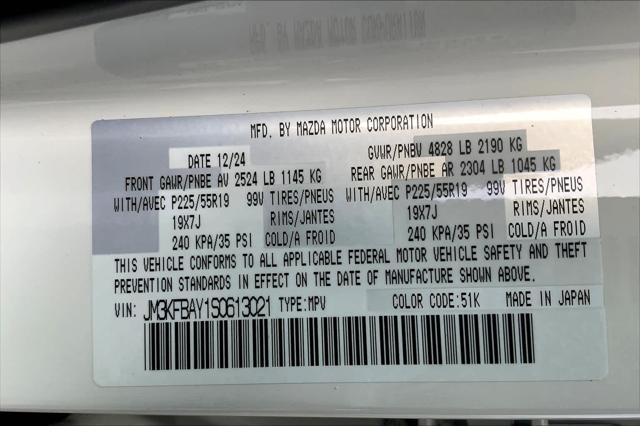 MFD. BY MAZDA MOTOR CORPORATION
DATE 12/24 GVWR/PNBV 4828 LB 2190 KG
FRONT GAWR/PNBE AV 2524 LB 1145 KG REAR GAWR/PNBE AR 2304 LB 1045 KG
WITH/AVEC P225/55R19 99V TIRES/PNEUS WITH/AVEC P225/55R19 99V TIRES/PNEUS
19X7J RIMS/JANTES 19X7J RIMS/JANTES
240 KPA/35 PSI COLD/A FROID 240 KPA/35 PSI COLD/A FROID
THIS VEHICLE CONFORMS TO ALL APPLICABLE FEDERAL MOTOR VEHICLE SAFETY AND THEFT
PREVENTION STANDARDS IN EFFECT ON THE DATE OF MANUFACTURE SHOWN ABOVE.
VIN: JM3KFBAY1S0613021 TYPE:MPV COLOR CODE:51K MADE IN JAPAN